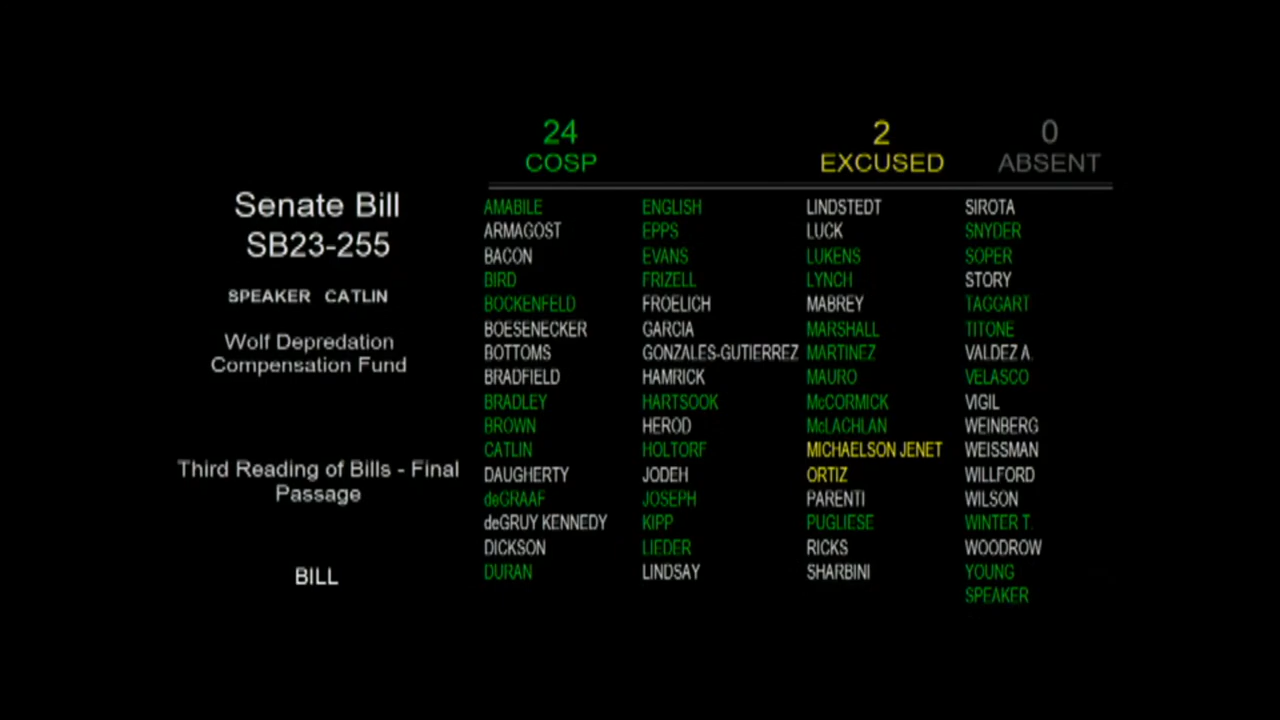 24
COSP
2
EXCUSED
0
ABSENT
Senate Bill
SB23-255
SPEAKER CATLIN
Wolf Depredation
Compensation Fund
Third Reading of Bills - Final
Passage
BILL
AMABILE
ARMAGOST
BACON
BIRD
BOCKENFELD
BOESENECKER
BOTTOMS
BRADFIELD
BRADLEY
BROWN
CATLIN
DAUGHERTY
deGRAAF
deGRUY KENNEDY
DICKSON
DURAN
ENGLISH
EPPS
EVANS
FRIZELL
FROELICH
GARCIA
GONZALES-GUTIERREZ
HAMRICK
HARTSOOK
HEROD
HOLTORF
JODEH
JOSEPH
KIPP
LIEDER
LINDSAY
LINDSTEDT
LUCK
LUKENS
LYNCH
MABREY
MARSHALL
MARTINEZ
MAURO
McCORMICK
McLACHLAN
MICHAELSON JENET
ORTIZ
PARENTI
PUGLIESE
RICKS
SHARBINI
SIROTA
SNYDER
SOPER
STORY
TAGGART
TITONE
VALDEZ A.
VELASCO
VIGIL
WEINBERG
WEISSMAN
WILLFORD
WILSON
WINTER T.
WOODROW
YOUNG
SPEAKER